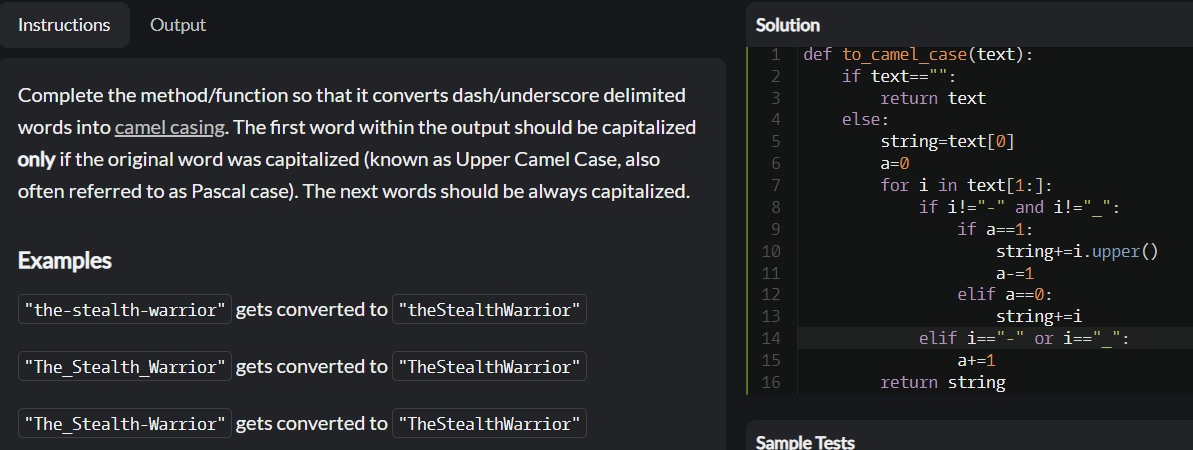 Instructions
Output
Complete the method/function so that it converts dash/underscore delimited
words into camel casing. The first word within the output should be capitalized
only if the original word was capitalized (known as Upper Camel Case, also
often referred to as Pascal case). The next words should be always capitalized.
Examples
"the-stealth-warrior" gets converted to "theStealthWarrior"
"The_Stealth_Warrior" gets converted to "TheStealthWarrior"
"The_Stealth-Warrior" gets converted to "TheStealthWarrior"
Solution
1 def to_camel_case(text):
2     if text=="":
3         return text
4     else:
5         string=text[0]
6         a=0
7         for i in text[1:]:
8             if i!="-" and i!="_":
9                 if a==1:
10                     string+=i.upper()
11                     a-=1
12                 elif a==0:
13                     string+=i
14             elif i=="-" or i=="_":
15                 a+=1
16         return string
Sample Tests